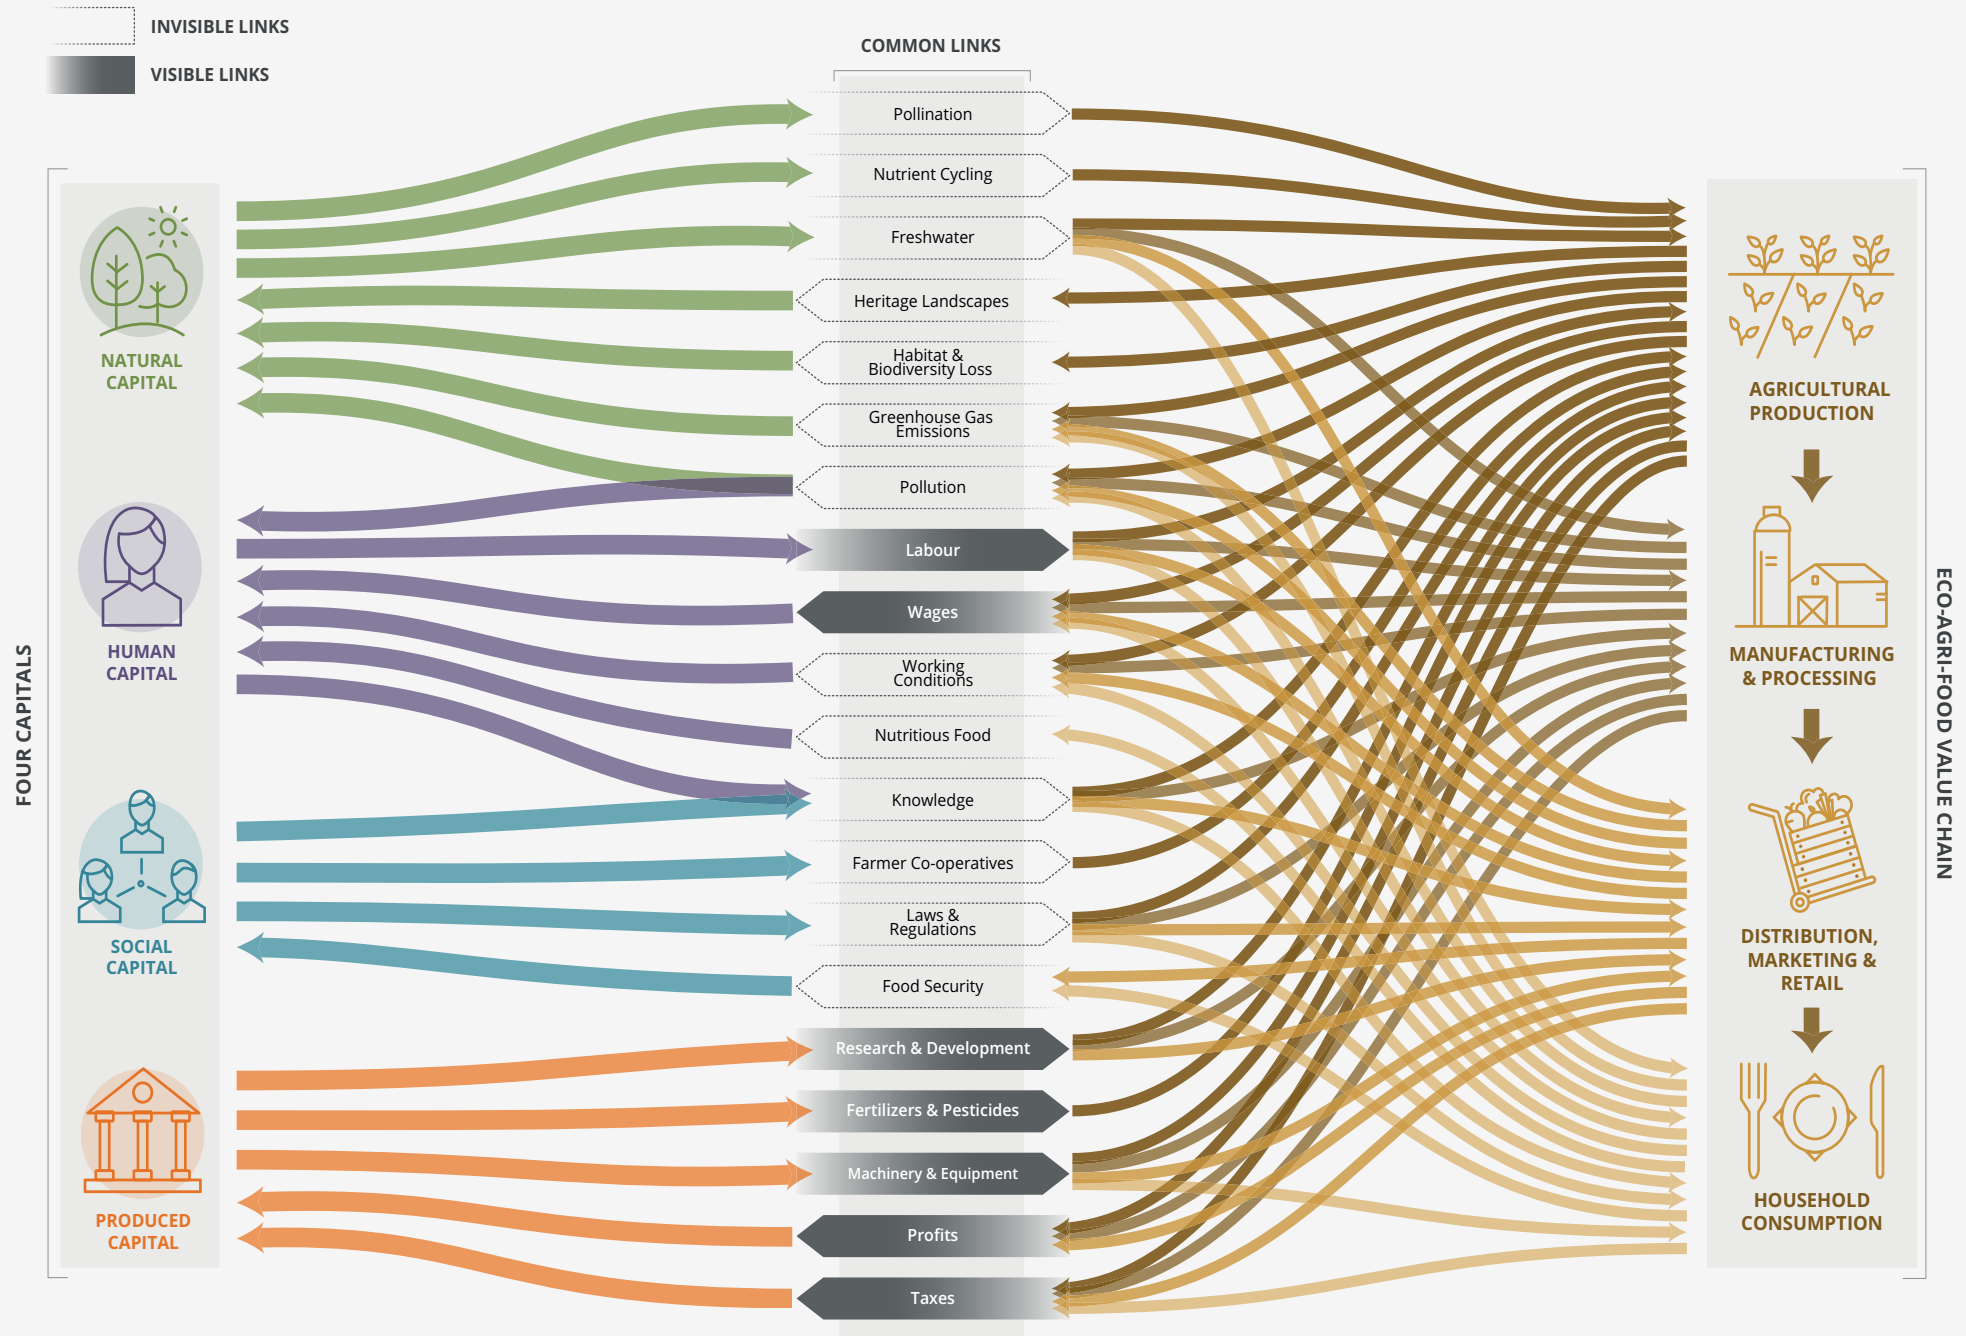 INVISIBLE LINKS
VISIBLE LINKS
COMMON LINKS
FOUR CAPITALS
NATURAL
CAPITAL
HUMAN
CAPITAL
SOCIAL
CAPITAL
PRODUCED
CAPITAL
Pollination
Nutrient Cycling
Freshwater
Heritage Landscapes
Habitat &
Biodiversity Loss
Greenhouse Gas
Emissions
Pollution
Labour
Wages
Working
Conditions
Nutritious Food
Knowledge
Farmer Co-operatives
Laws &
Regulations
Food Security
Research & Development
Fertilizers & Pesticides
Machinery & Equipment
Profits
Taxes
AGRICULTURAL
PRODUCTION
MANUFACTURING
& PROCESSING
DISTRIBUTION,
MARKETING &
RETAIL
HOUSEHOLD
CONSUMPTION
ECO-AGRI-FOOD VALUE CHAIN